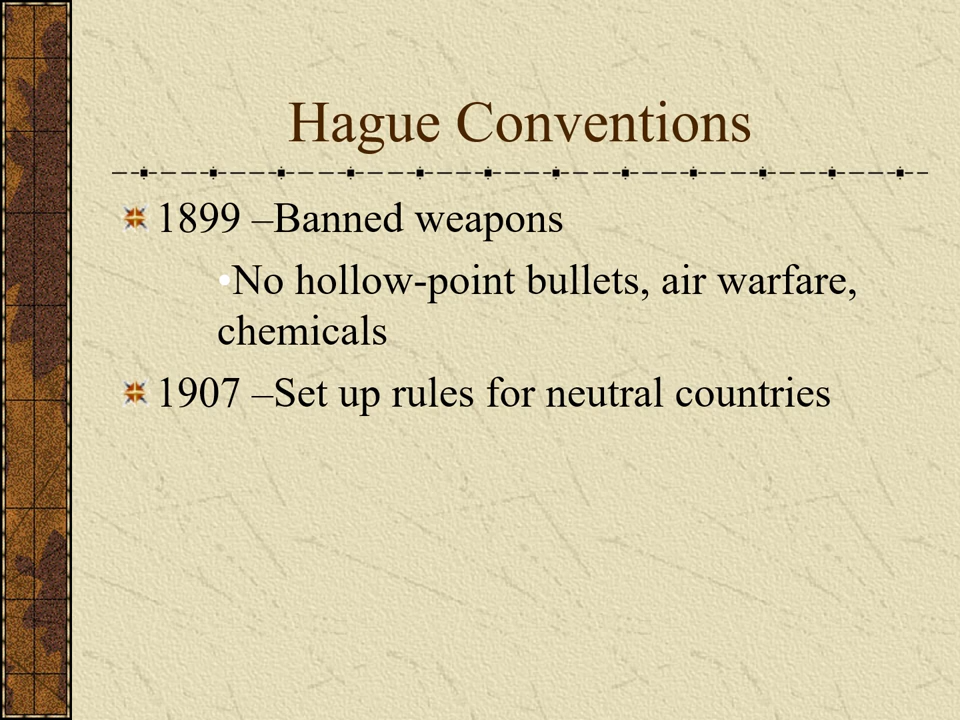 Hague Conventions
1899 –Banned weapons
•No hollow-point bullets, air warfare,
chemicals
1907 –Set up rules for neutral countries